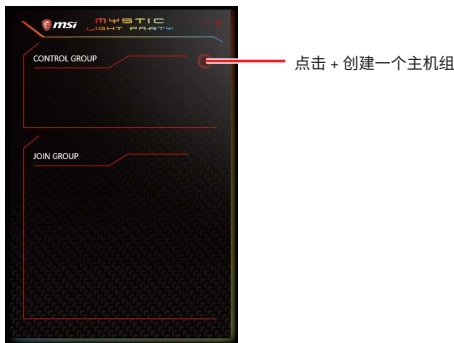 msi MYSTIC
LIGHT PARTY
CONTROL GROUP
点击 + 创建一个主机组
JOIN GROUP